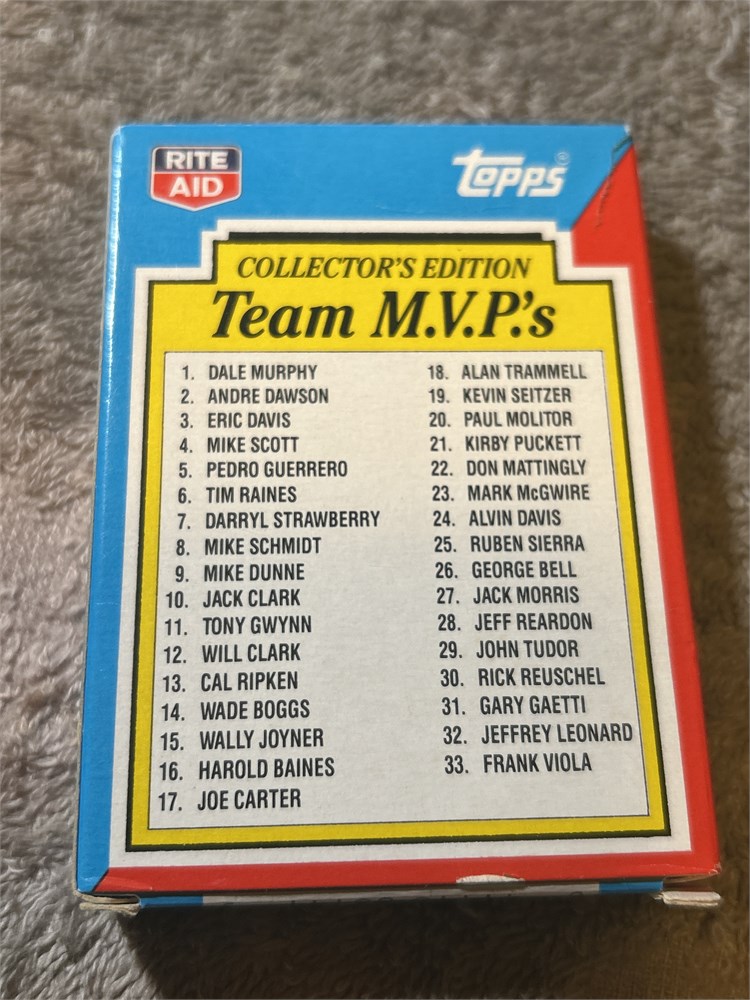 RITE
AID
Topps®
COLLECTOR'S EDITION
Team M.V.P.'s
1. DALE MURPHY
2. ANDRE DAWSON
3. ERIC DAVIS
4. MIKE SCOTT
5. PEDRO GUERRERO
6. TIM RAINES
7. DARRYL STRAWBERRY
8. MIKE SCHMIDT
9. MIKE DUNNE
10. JACK CLARK
11. TONY GWYNN
12. WILL CLARK
13. CAL RIPKEN
14. WADE BOGGS
15. WALLY JOYNER
16. HAROLD BAINES
17. JOE CARTER
18. ALAN TRAMMELL
19. KEVIN SEITZER
20. PAUL MOLITOR
21. KIRBY PUCKETT
22. DON MATTINGLY
23. MARK McGWIRE
24. ALVIN DAVIS
25. RUBEN SIERRA
26. GEORGE BELL
27. JACK MORRIS
28. JEFF REARDON
29. JOHN TUDOR
30. RICK REUSCHEL
31. GARY GAETTI
32. JEFFREY LEONARD
33. FRANK VIOLA